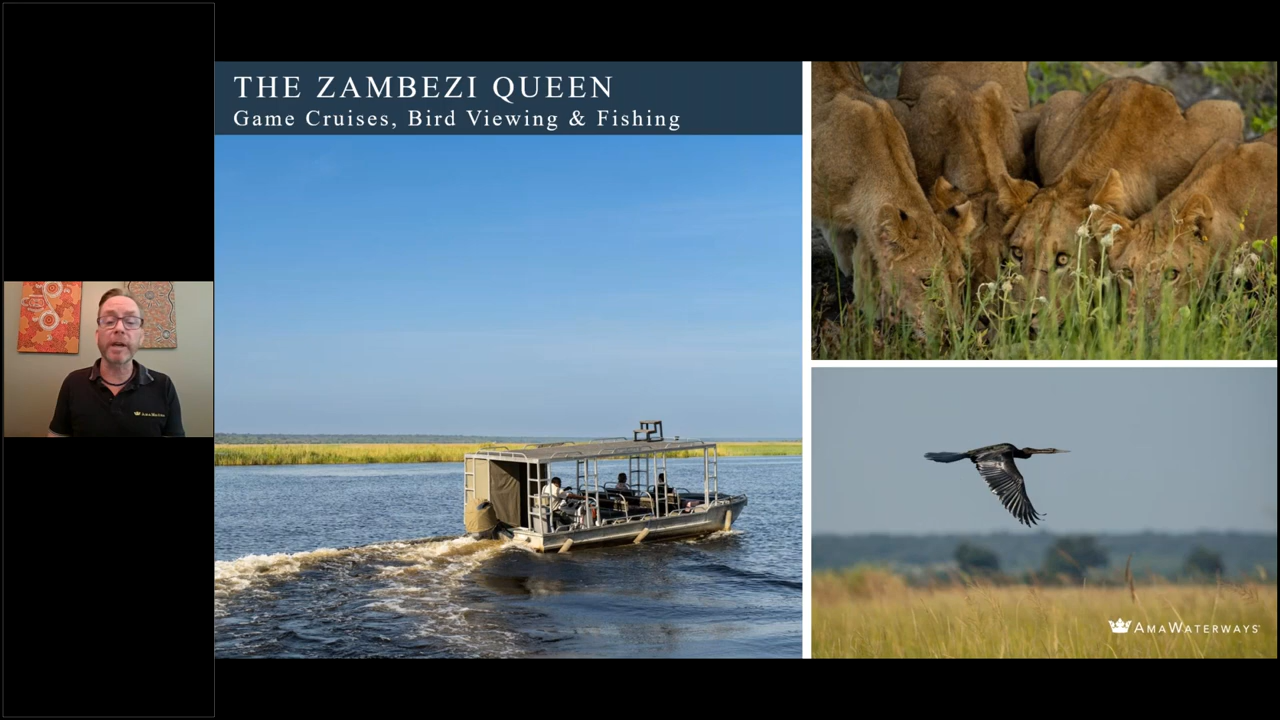 THE ZAMBEZI QUEEN
Game Cruises, Bird Viewing & Fishing
AMAWATERWAYS